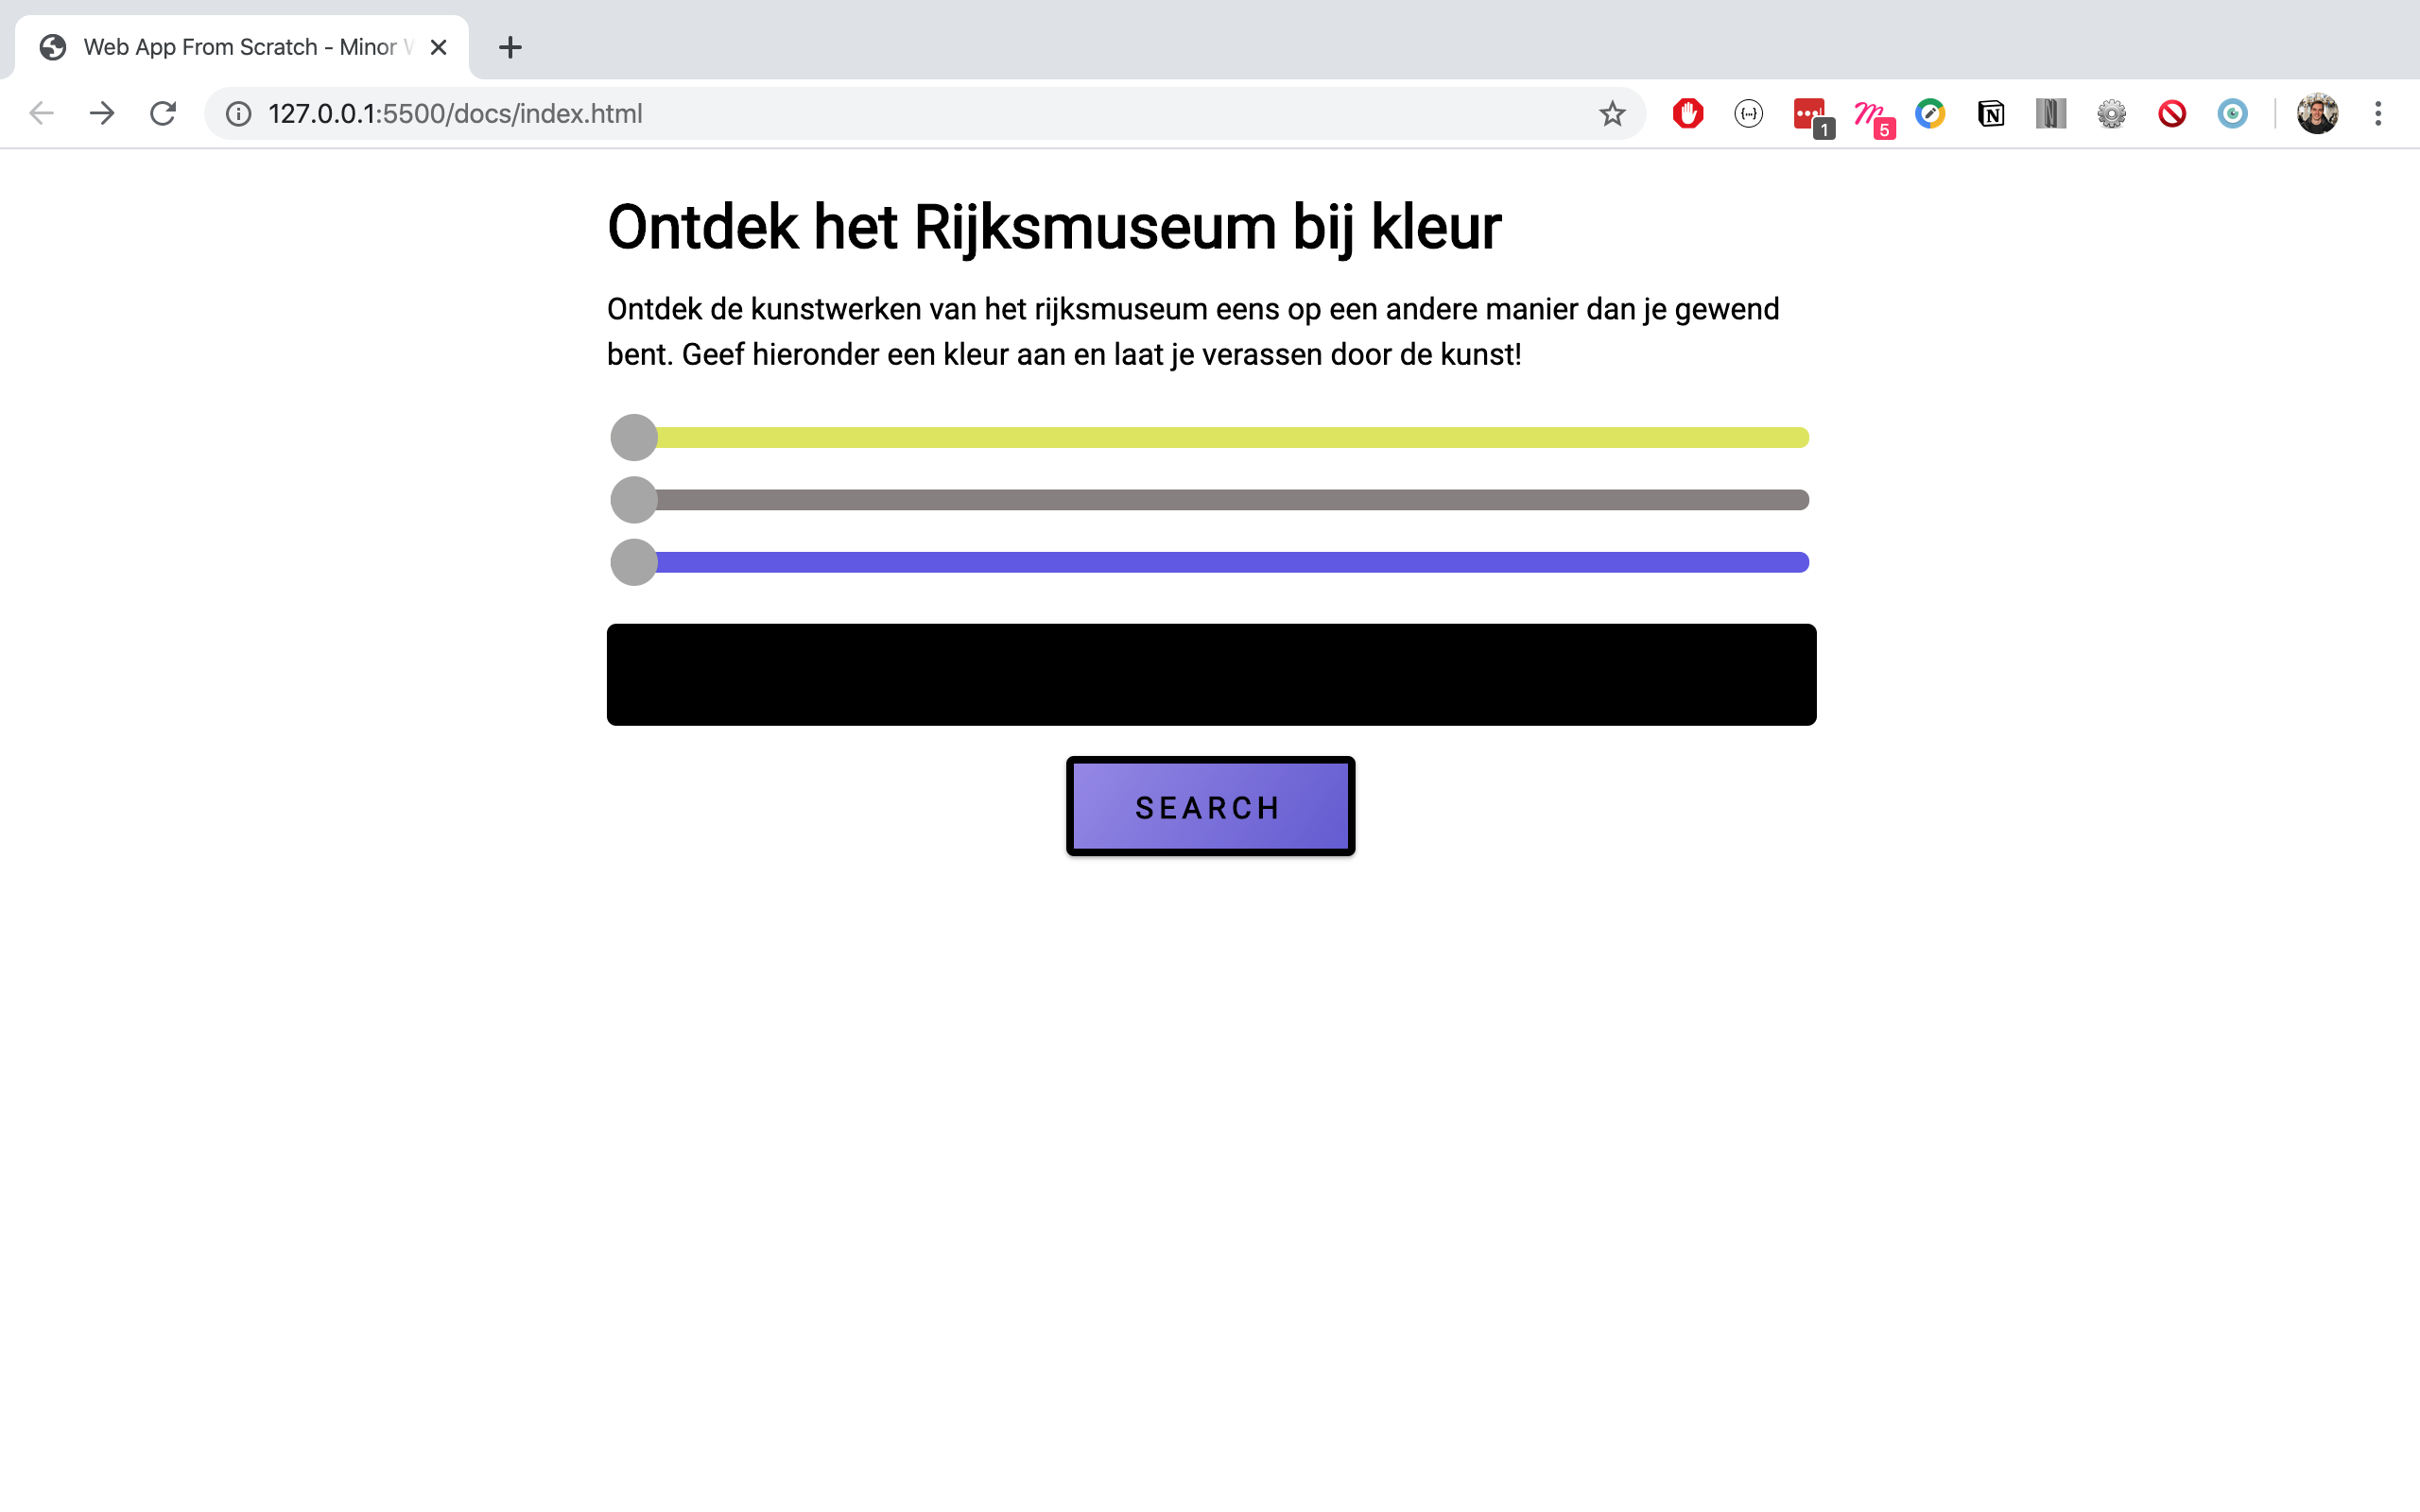 Web App From Scratch - Minor W
127.0.0.1:5500/docs/index.html
1
5
N
Ontdek het Rijksmuseum bij kleur
Ontdek de kunstwerken van het rijksmuseum eens op een andere manier dan je gewend
bent. Geef hieronder een kleur aan en laat je verassen door de kunst!
SEARCH